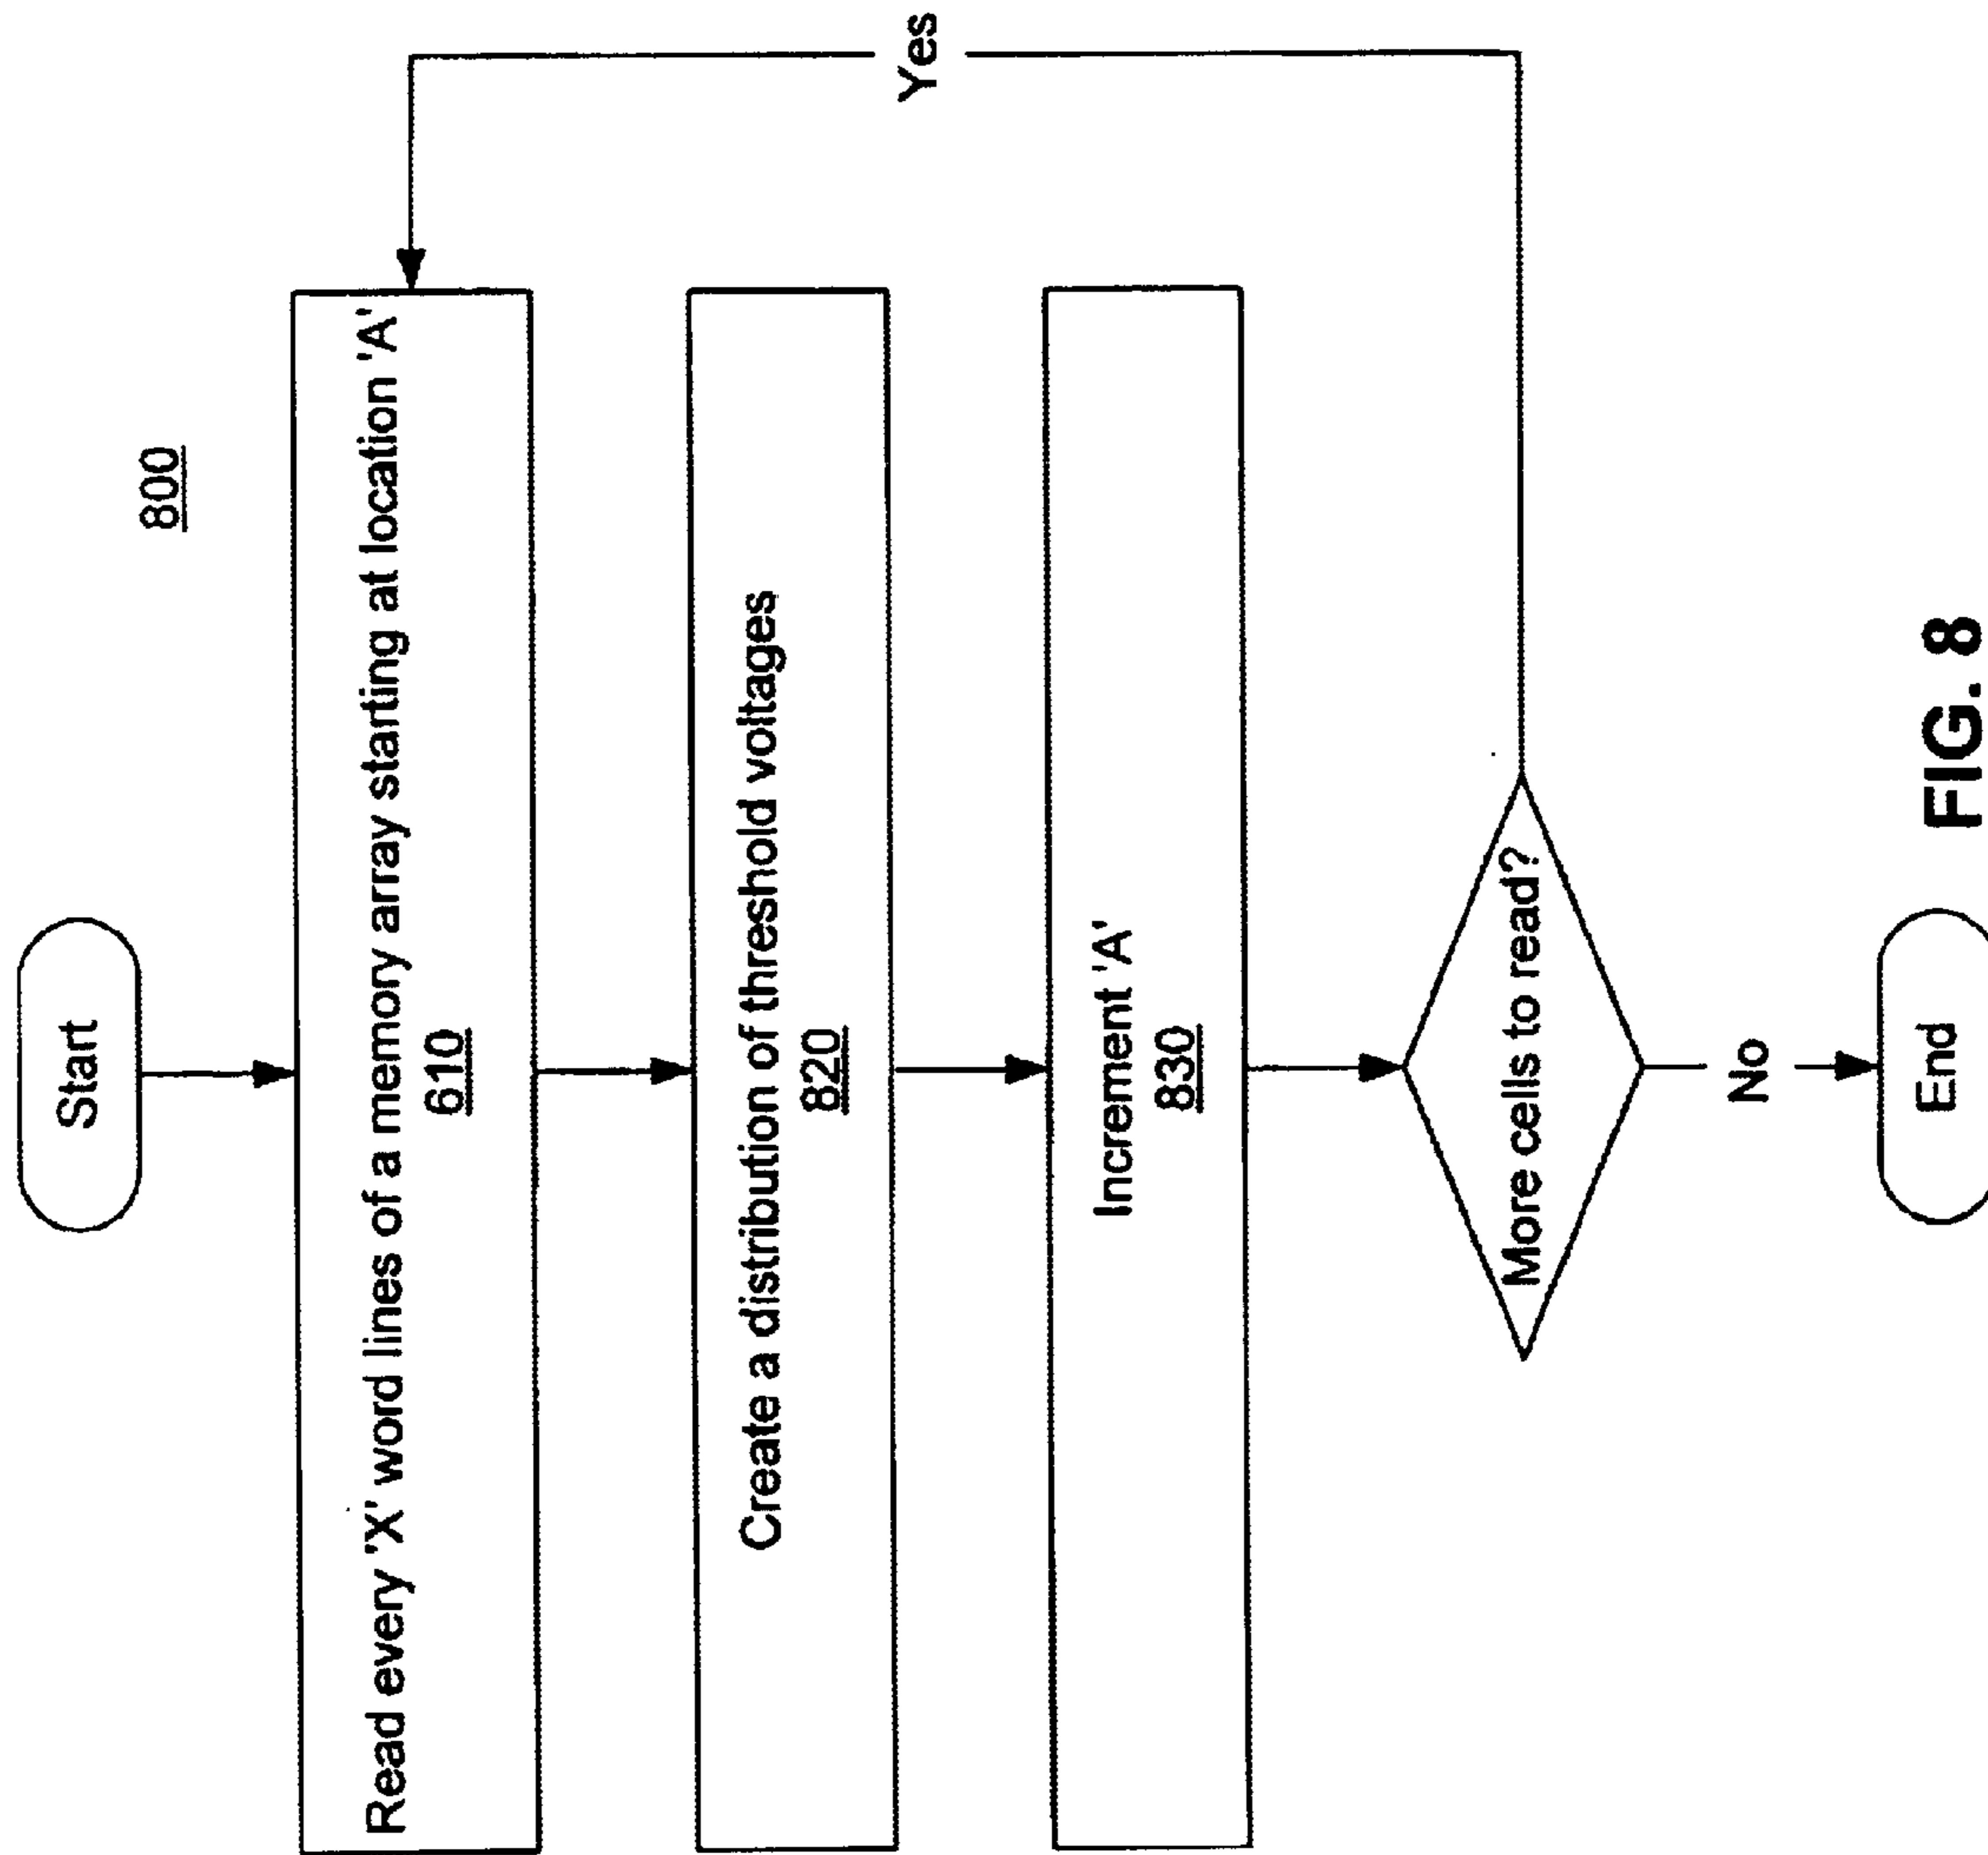 800
Start
Read every 'X' word lines of a memory array starting at location 'A'
610
Create a distribution of threshold voltages
820
Increment 'A'
830
More cells to read?
Yes
No
End
FIG. 8